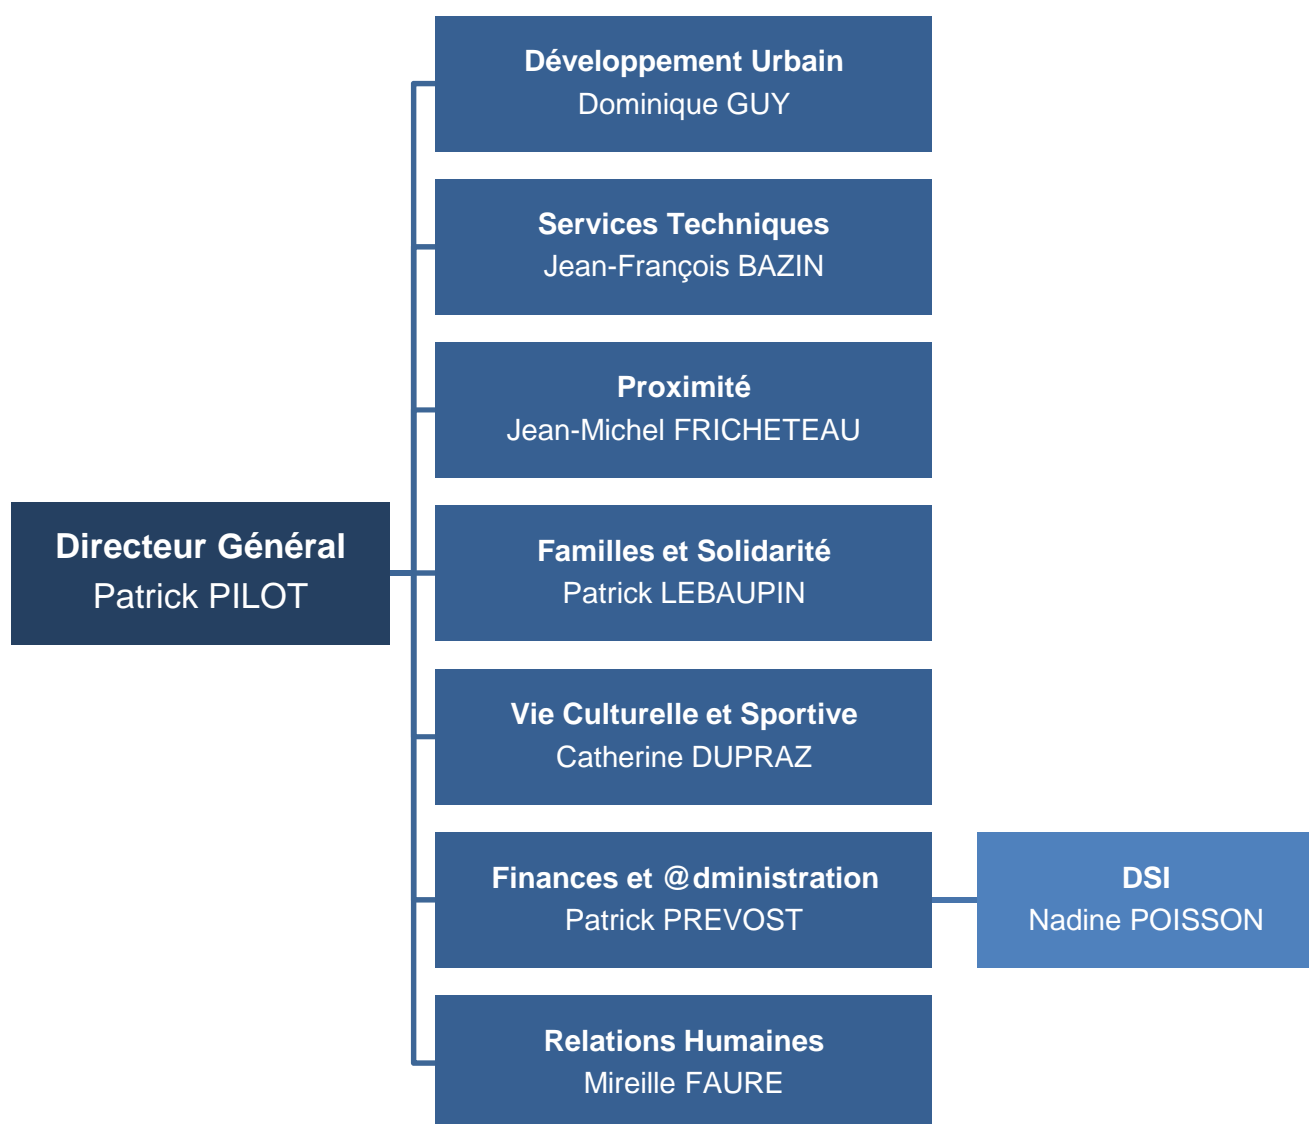 Développement Urbain
Dominique GUY
Services Techniques
Jean-François BAZIN
Proximité
Jean-Michel FRICHETEAU
Directeur Général
Patrick PILOT
Familles et Solidarité
Patrick LEBAUPIN
Vie Culturelle et Sportive
Catherine DUPRAZ
Finances et @dministration
Patrick PREVOST
DSI
Nadine POISSON
Relations Humaines
Mireille FAURE